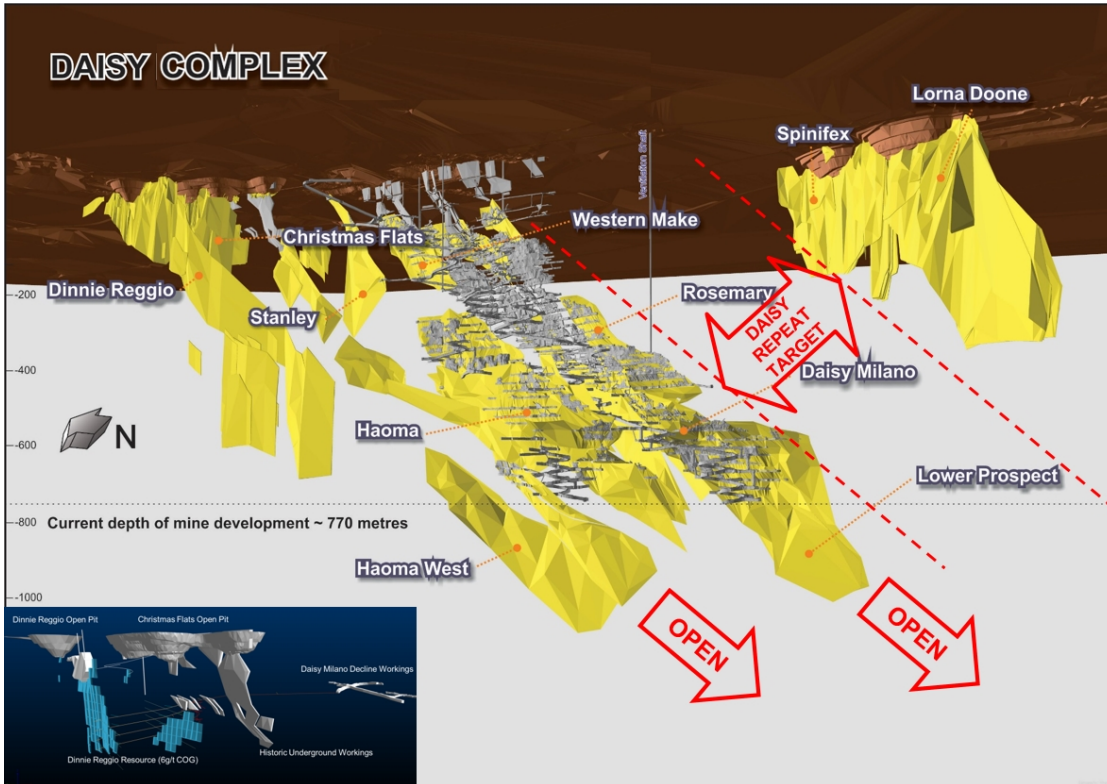 DAISY COMPLEX
Lorna Doone
Spinifex
Ventilation Shaft
Western Make
Christmas Flats
Dinnie Reggio
Stanley
Rosemary
DAISY
REPEAT
TARGET
Daisy Milano
Haoma
Lower Prospect
Haoma West
-200
-400
-600
-800
-1000
N
Current depth of mine development ~ 770 metres
OPEN
OPEN
Dinnie Reggio Open Pit
Christmas Flats Open Pit
Daisy Milano Decline Workings
Historic Underground Workings
Dinnie Reggio Resource (6g/t COG)